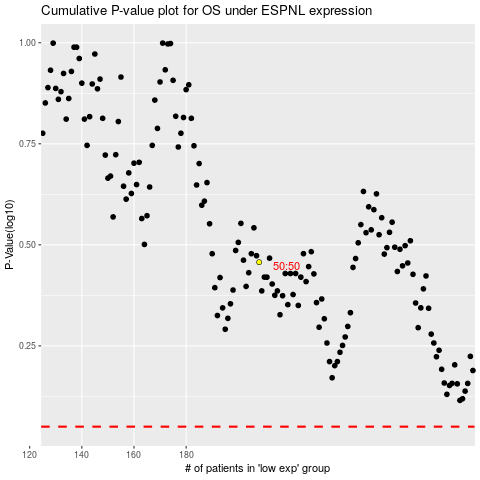 Cumulative P-value plot for OS under ESPNL expression
P-Value(log10)
1.00
0.75
0.50
0.25
50:50
120 140 160 180
# of patients in 'low exp' group